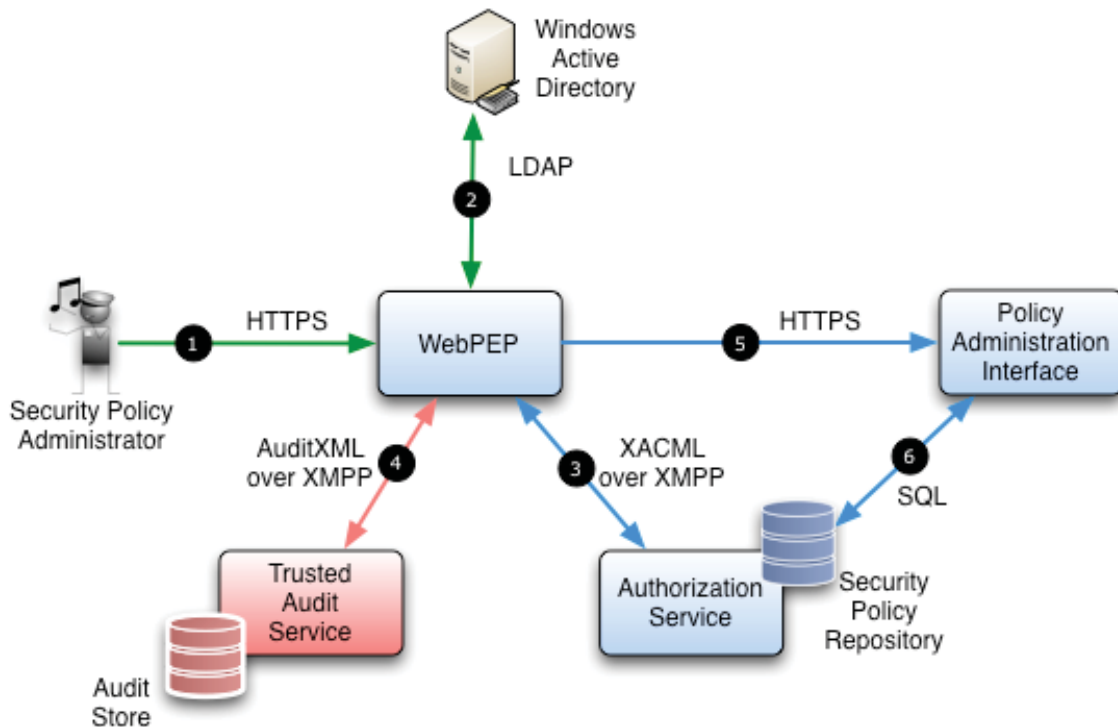 Windows
Active
Directory
LDAP
2
HTTPS
1
Security Policy
Administrator
WebPEP
HTTPS
5
Policy
Administration
Interface
AuditXML
over XMPP
4
XACML
over XMPP
3
6
SQL
Trusted
Audit
Service
Audit
Store
Authorization
Service
Security
Policy
Repository